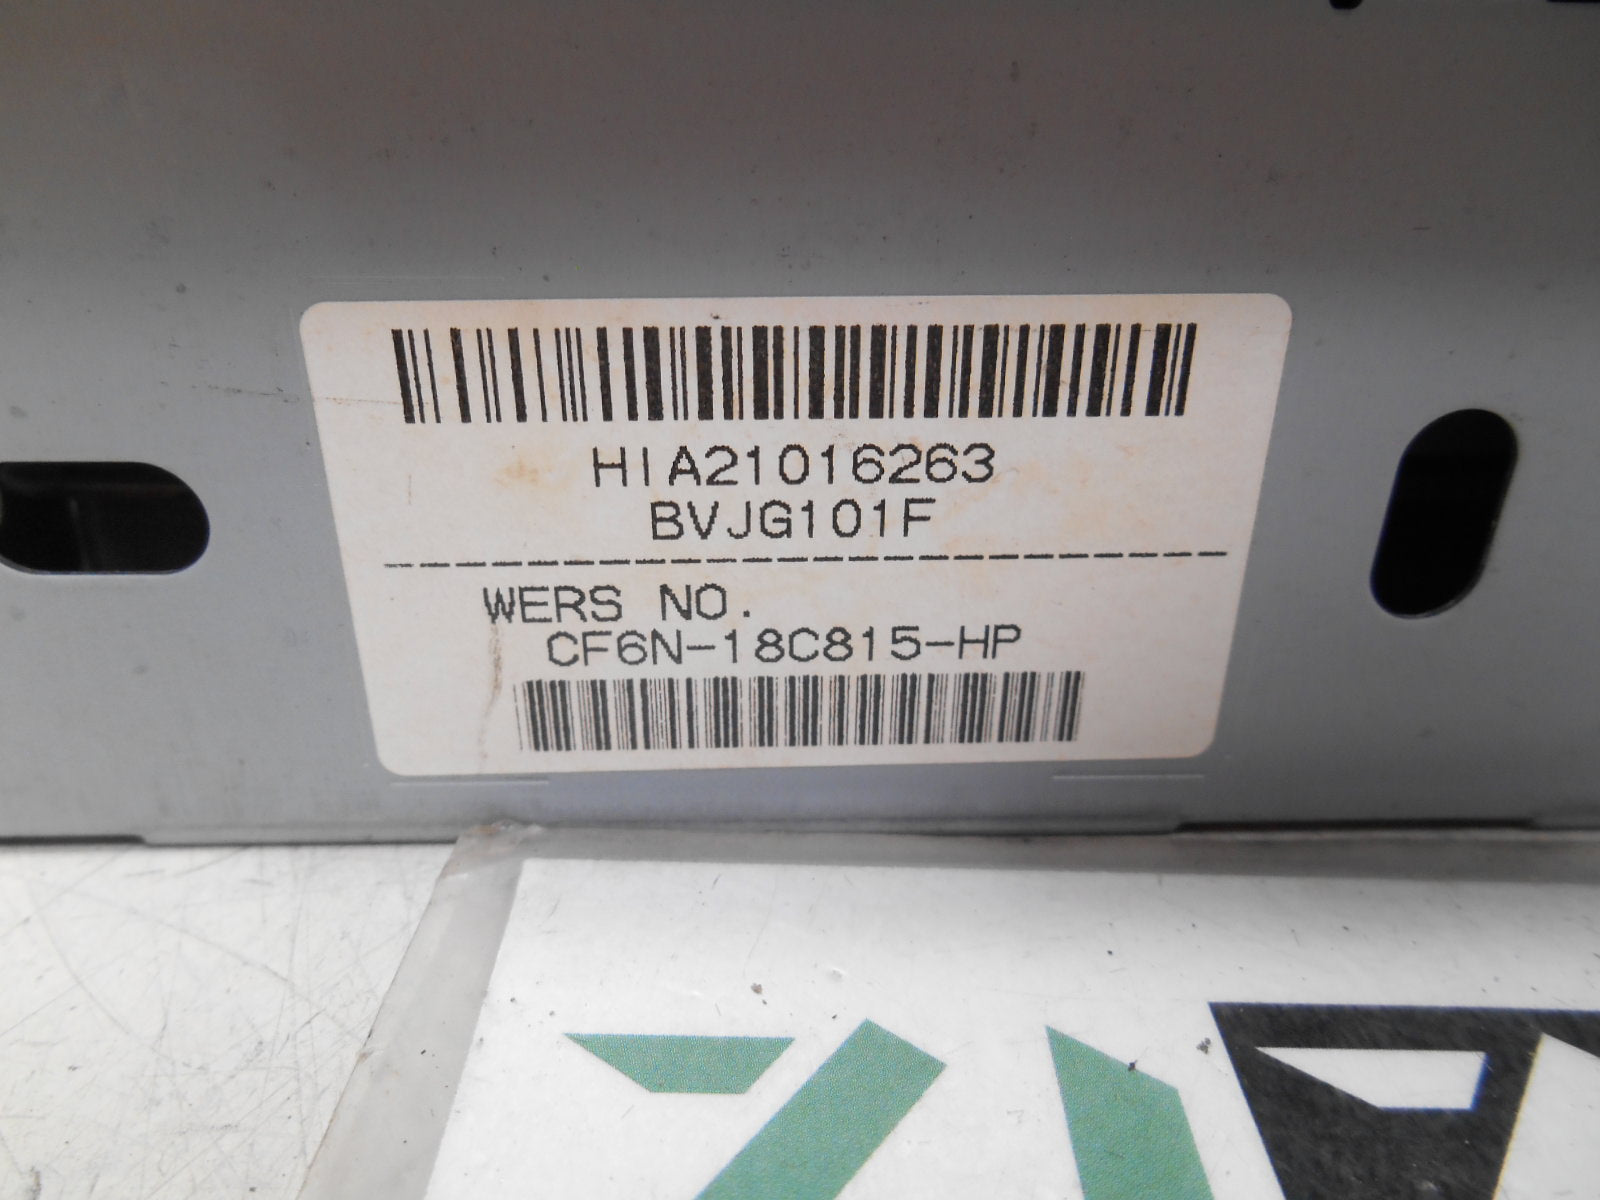 HIA21016263
BVJG101F
WERS NO.
CF6N-18C815-HP